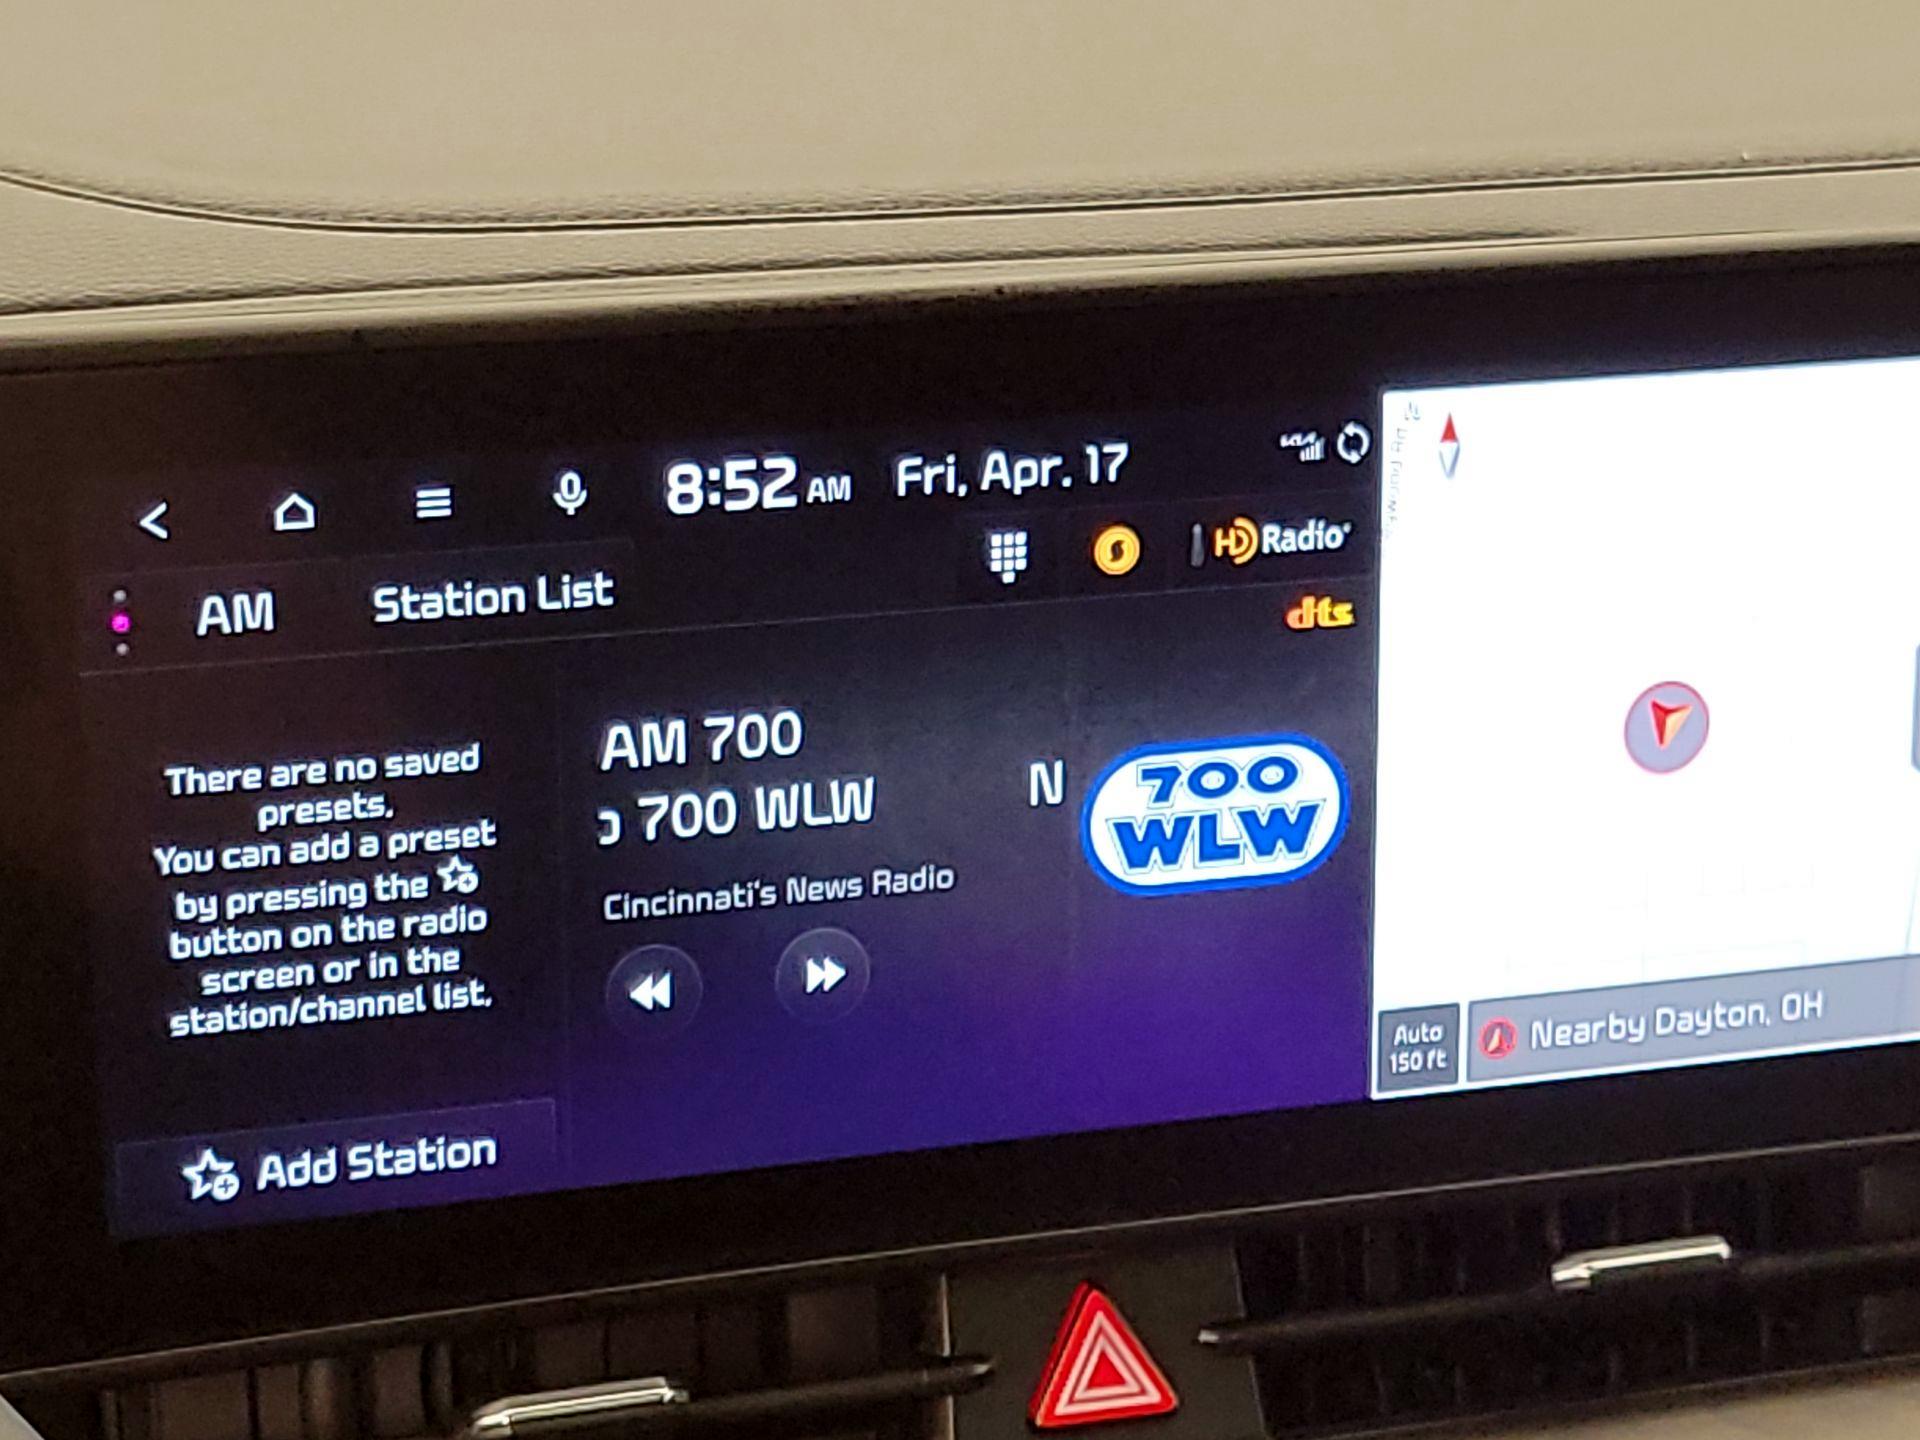 8:52 AM Fri, Apr. 17
KIA
AM Station List
HD Radio
dts
There are no saved
presets.
You can add a preset
by pressing the
button on the radio
screen or in the
station/channel list.
Add Station
AM 700
700 WLW N
Cincinnati's News Radio
700
WLW
Auto
150 ft
Nearby Dayton, OH